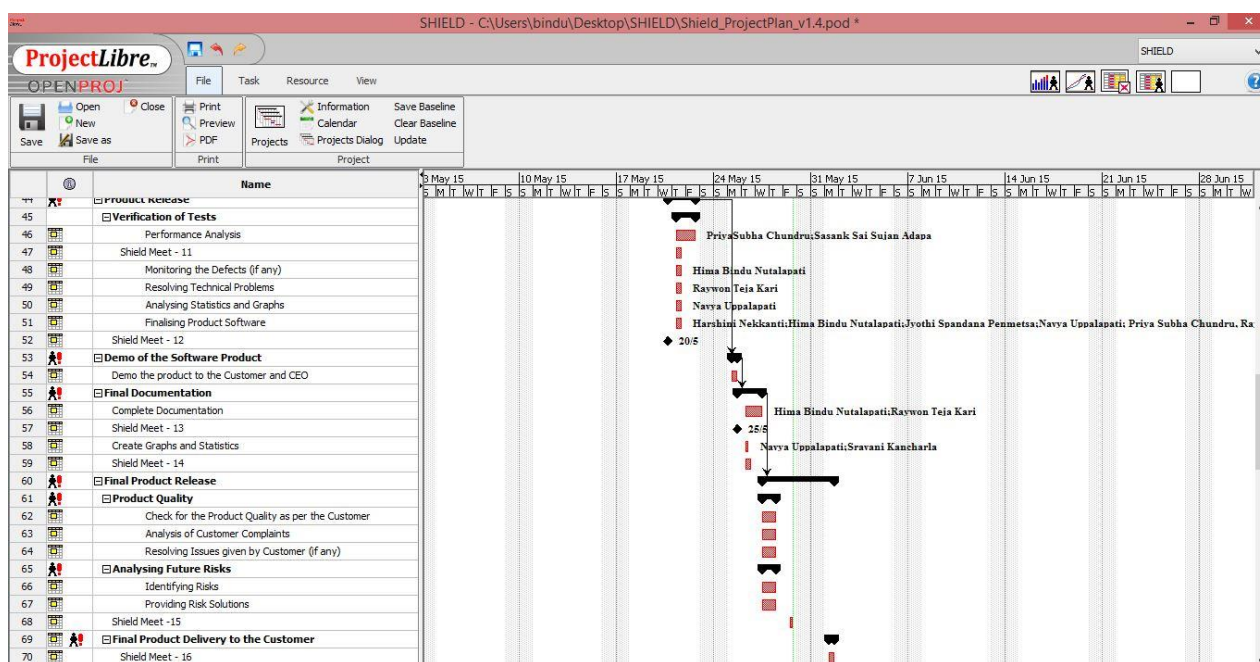 SHIELD - C:\Users\bindu\Desktop\SHIELD\Shield_ProjectPlan_v1.4.pod *
ProjectLibre
OPENPROJ
SHIELD
File Task Resource View
Save
Open
New
Save as
Close
File
Print
Preview
PDF
Print
Projects
Information
Calendar
Projects Dialog
Save Baseline
Clear Baseline
Update
Project
Name
3 May 15 10 May 15 17 May 15 24 May 15 31 May 15 7 Jun 15 14 Jun 15 21 Jun 15 28 Jun 15
S M T W T F S S M T W T F S S M T W T F S S M T W T F S S M T W T F S S M T W T F S S M T W T F S S M T W T F S S M T W
44 Product Release
45 Verification of Tests
46 Performance Analysis PriyaSubha Chundru;Sasank Sai Sujan Adapa
47 Shield Meet - 11
48 Monitoring the Defects (if any) Hima Bindu Nutalapati
49 Resolving Technical Problems Raywon Teja Kari
50 Analysing Statistics and Graphs Navya Uppalapati
51 Finalising Product Software Harshini Nekkanti;Hima Bindu Nutalapati;Jyothi Spandana Penmetsa;Navya Uppalapati; Priya Subha Chundru, Ra
52 Shield Meet - 12 20/5
53 Demo of the Software Product
54 Demo the product to the Customer and CEO
55 Final Documentation
56 Complete Documentation Hima Bindu Nutalapati;Raywon Teja Kari
57 Shield Meet - 13 25/5
58 Create Graphs and Statistics Navya Uppalapati;Sravani Kancharla
59 Shield Meet - 14
60 Final Product Release
61 Product Quality
62 Check for the Product Quality as per the Customer
63 Analysis of Customer Complaints
64 Resolving Issues given by Customer (if any)
65 Analysing Future Risks
66 Identifying Risks
67 Providing Risk Solutions
68 Shield Meet -15
69 Final Product Delivery to the Customer
70 Shield Meet - 16